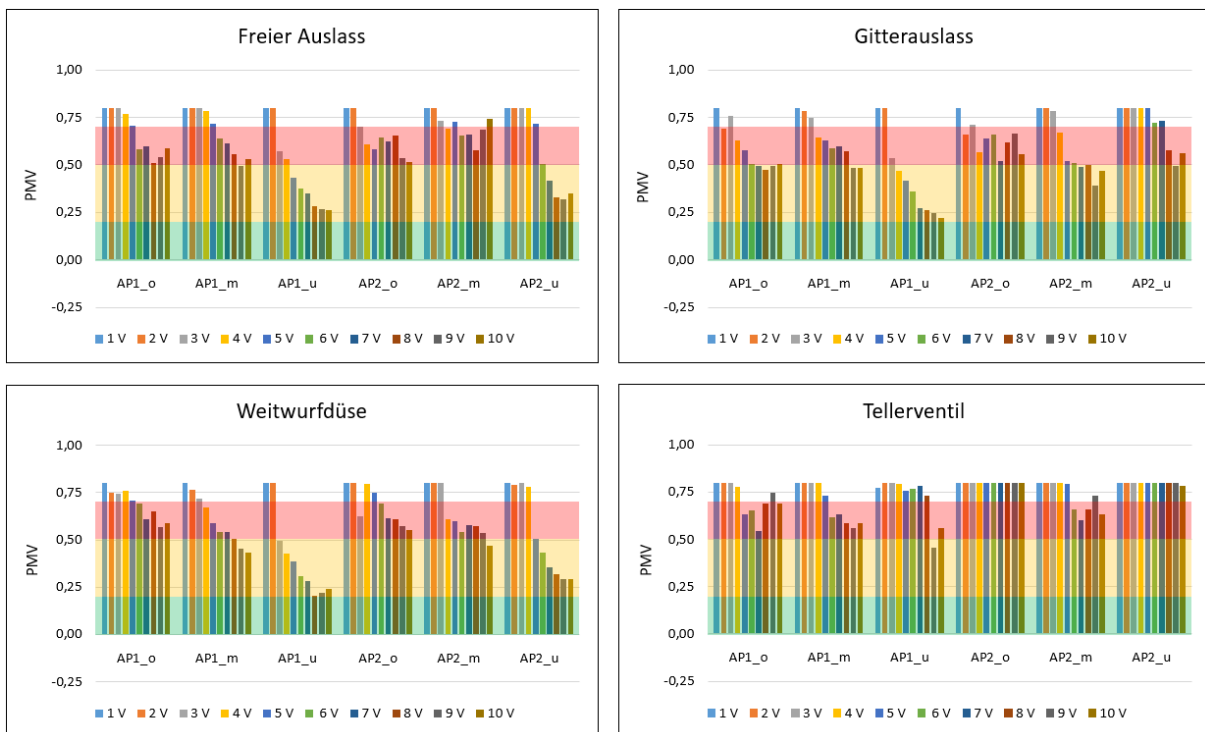 Freier Auslass
1,00
0,75
0,50
0,25
0,00
-0,25
PMV
AP1_o AP1_m AP1_u AP2_o AP2_m AP2_u
1 V 2 V 3 V 4 V 5 V 6 V 7 V 8 V 9 V 10 V
Gitterauslass
1,00
0,75
0,50
0,25
0,00
-0,25
PMV
AP1_o AP1_m AP1_u AP2_o AP2_m AP2_u
1 V 2 V 3 V 4 V 5 V 6 V 7 V 8 V 9 V 10 V
Weitwurfdüse
1,00
0,75
0,50
0,25
0,00
-0,25
PMV
AP1_o AP1_m AP1_u AP2_o AP2_m AP2_u
1 V 2 V 3 V 4 V 5 V 6 V 7 V 8 V 9 V 10 V
Tellerventil
1,00
0,75
0,50
0,25
0,00
-0,25
PMV
AP1_o AP1_m AP1_u AP2_o AP2_m AP2_u
1 V 2 V 3 V 4 V 5 V 6 V 7 V 8 V 9 V 10 V